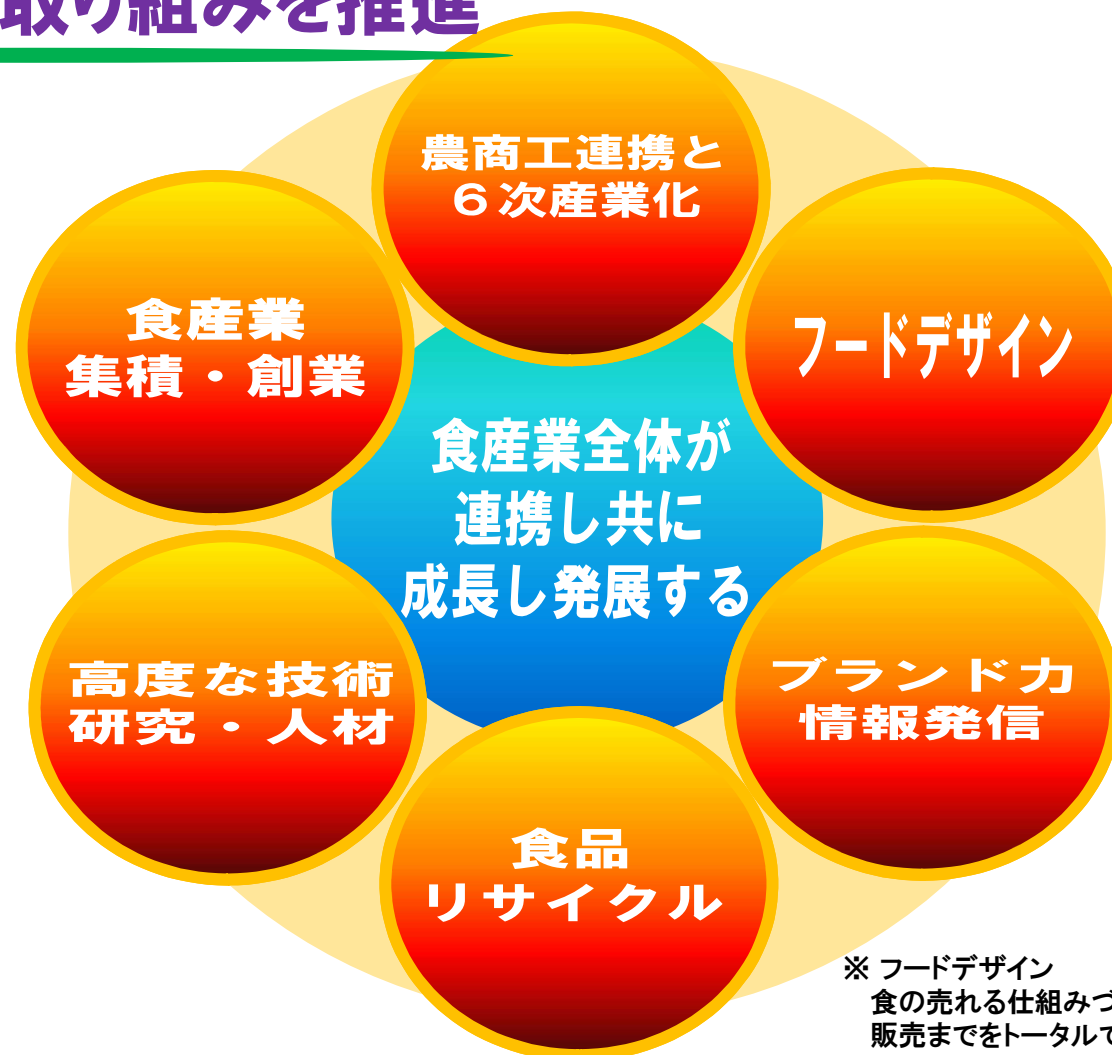 取り組みを推進
農商工連携と
６次産業化
食産業
集積・創業
フードデザイン
食産業全体が
連携し共に
成長し発展する
高度な技術
研究・人材
ブランド力
情報発信
食品
リサイクル
※ フードデザイン
食の売れる仕組みづ
販売までをトータルで